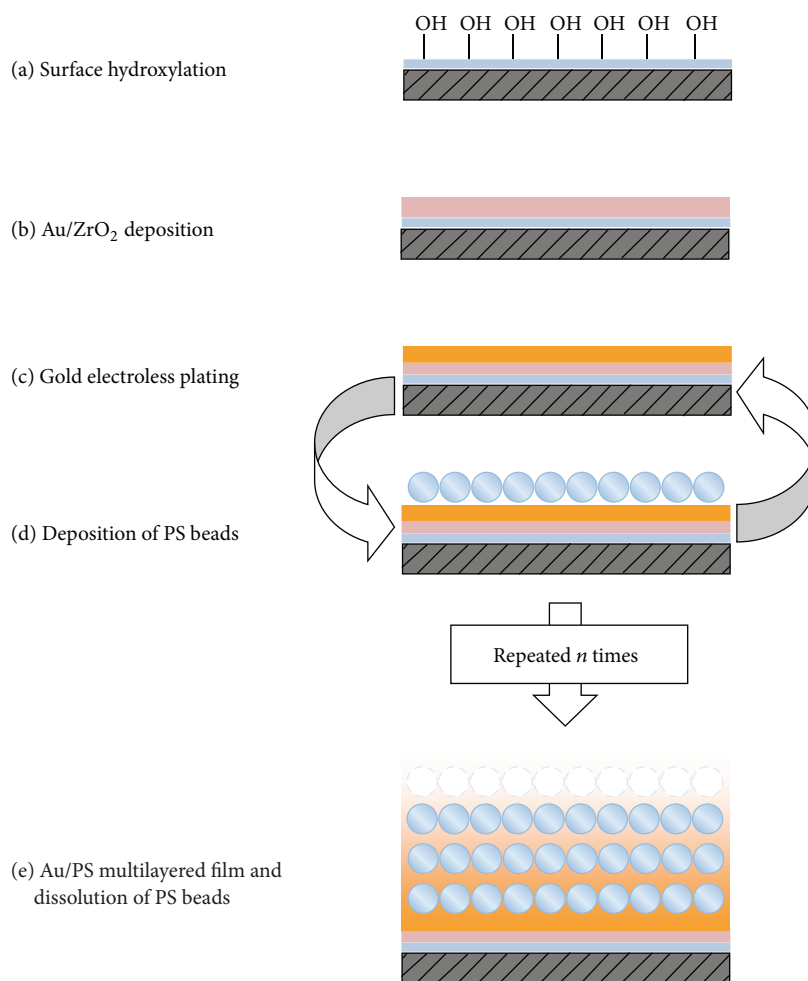 OH OH OH OH OH OH OH
(a) Surface hydroxylation
(b) Au/ZrO₂ deposition
(c) Gold electroless plating
(d) Deposition of PS beads
Repeated n times
(e) Au/PS multilayered film and
dissolution of PS beads